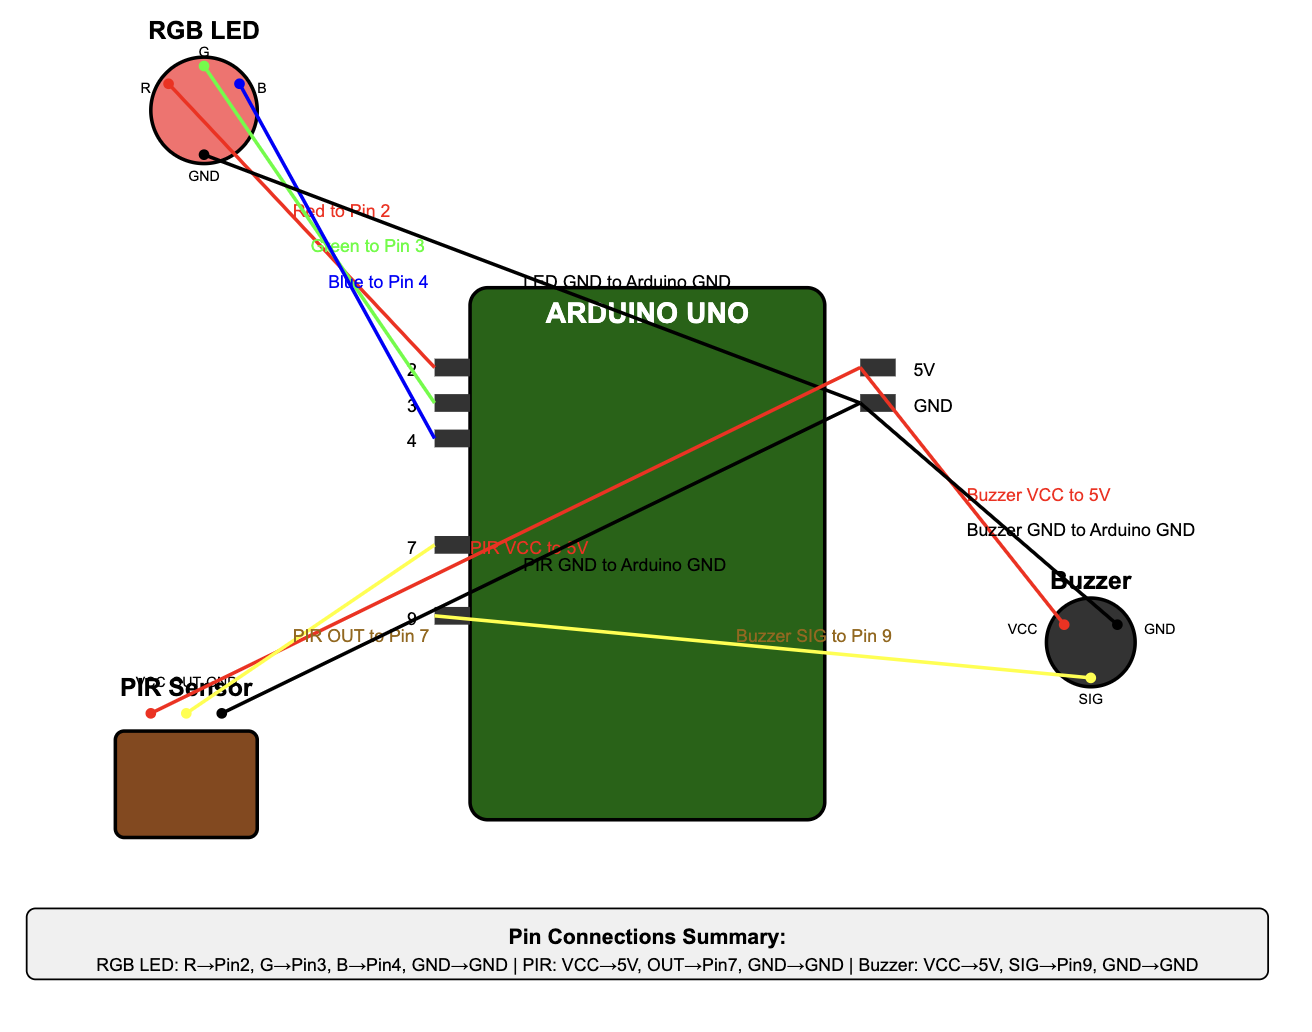 RGB LED
G
R
B
GND
Red to Pin 2
Green to Pin 3
Blue to Pin 4
LED GND to Arduino GND
ARDUINO UNO
2
3
4
7
9
5V
GND
Buzzer VCC to 5V
Buzzer GND to Arduino GND
PIR VCC to 5V
PIR GND to Arduino GND
PIR OUT to Pin 7
Buzzer SIG to Pin 9
Buzzer
VCC
GND
SIG
VCC OUT GND
PIR Sensor
Pin Connections Summary:
RGB LED: R→Pin2, G→Pin3, B→Pin4, GND→GND | PIR: VCC→5V, OUT→Pin7, GND→GND | Buzzer: VCC→5V, SIG→Pin9, GND→GND